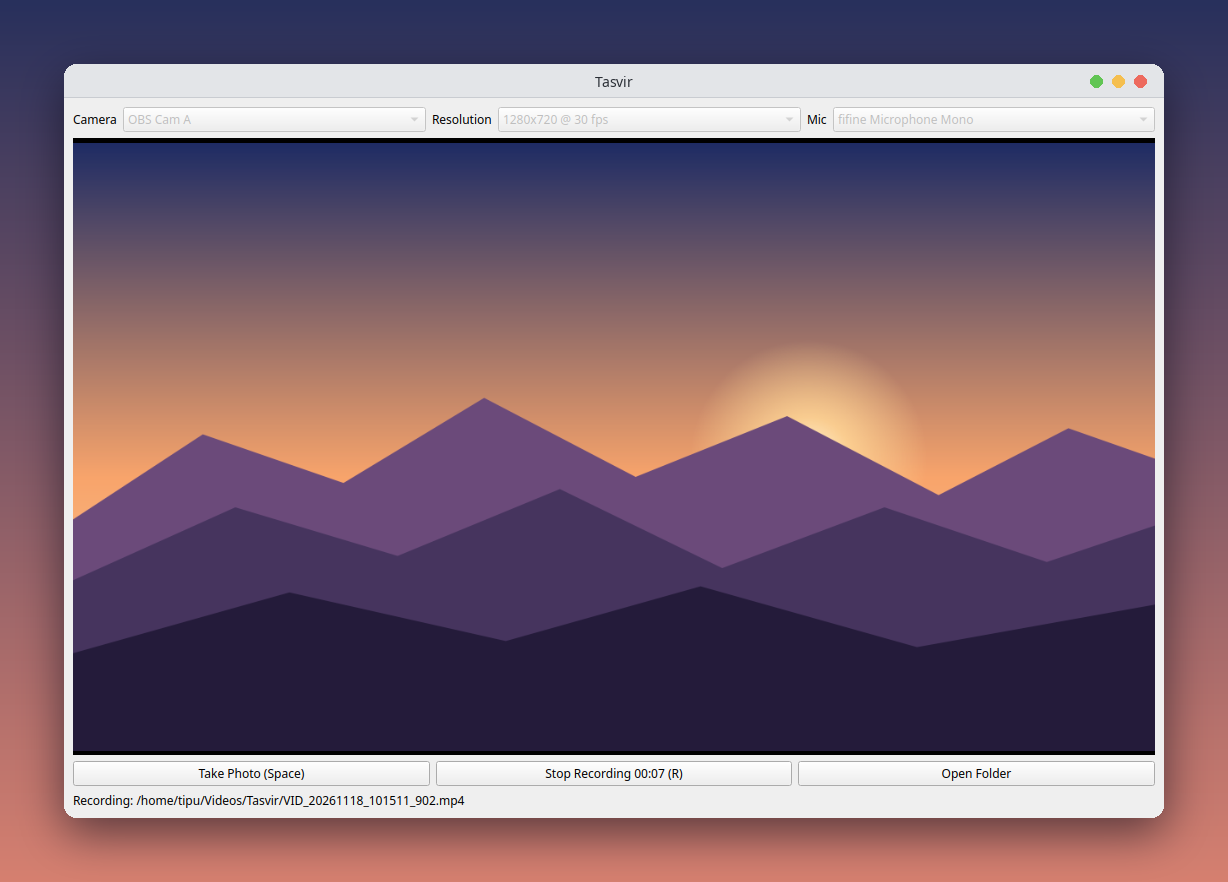 Tasvir
Camera OBS Cam A Resolution 1280x720 @ 30 fps Mic fifine Microphone Mono
Take Photo (Space) Stop Recording 00:07 (R) Open Folder
Recording: /home/tipu/Videos/Tasvir/VID_20261118_101511_902.mp4